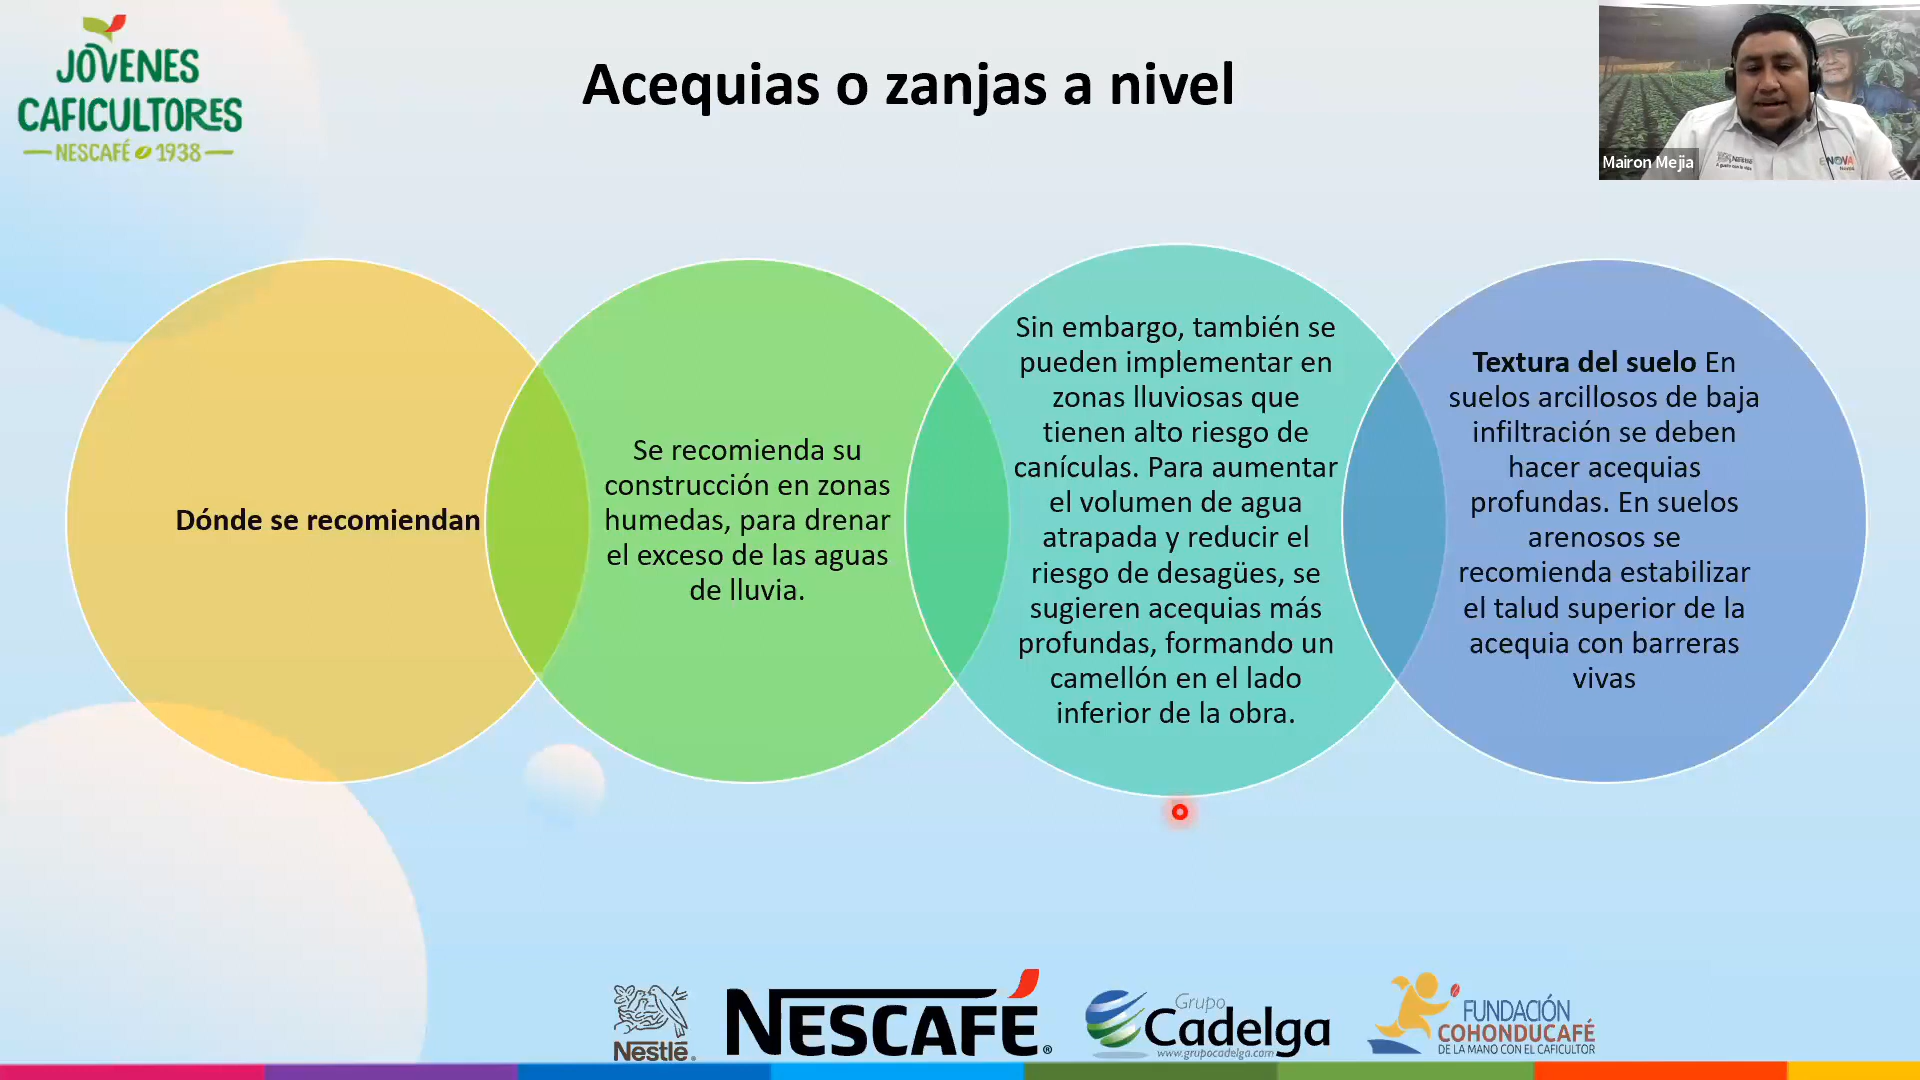 JÓVENES
CAFICULTORES
NESCAFÉ 1938
Acequias o zanjas a nivel
Mairon Mejia
Dónde se recomiendan
Se recomienda su
construcción en zonas
humedas, para drenar
el exceso de las aguas
de lluvia.
Sin embargo, también se
pueden implementar en
zonas lluviosas que
tienen alto riesgo de
canículas. Para aumentar
el volumen de agua
atrapada y reducir el
riesgo de desagües, se
sugieren acequias más
profundas, formando un
camellón en el lado
inferior de la obra.
Textura del suelo En
suelos arcillosos de baja
infiltración se deben
hacer acequias
profundas. En suelos
arenosos se
recomienda estabilizar
el talud superior de la
acequia con barreras
vivas
Nestlé®
NESCAFÉ®
Grupo
Cadelga
www.grupocadelga.com
FUNDACIÓN
COHONDUCAFÉ
DE LA MANO CON EL CAFICULTOR